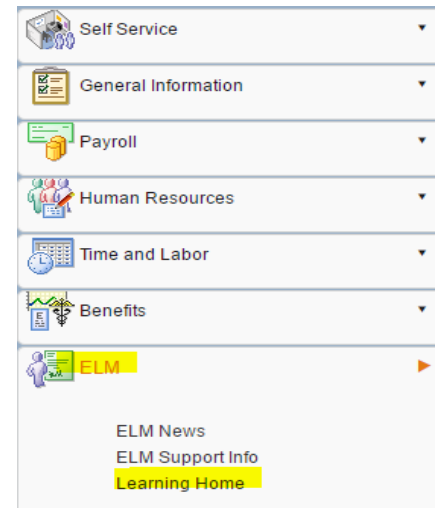 Self Service
General Information
Payroll
Human Resources
Time and Labor
Benefits
ELM
ELM News
ELM Support Info
Learning Home